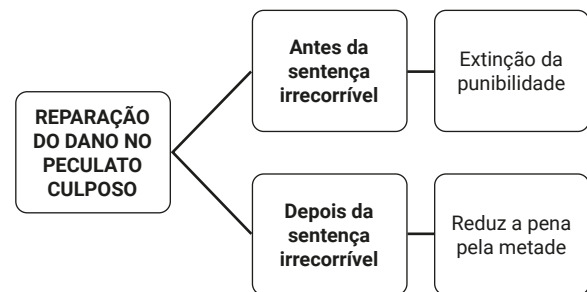 REPARAÇÃO
DO DANO NO
PECULATO
CULPOSO
Antes da
sentença
irrecorrível
Extinção da
punibilidade
Depois da
sentença
irrecorrível
Reduz a pena
pela metade